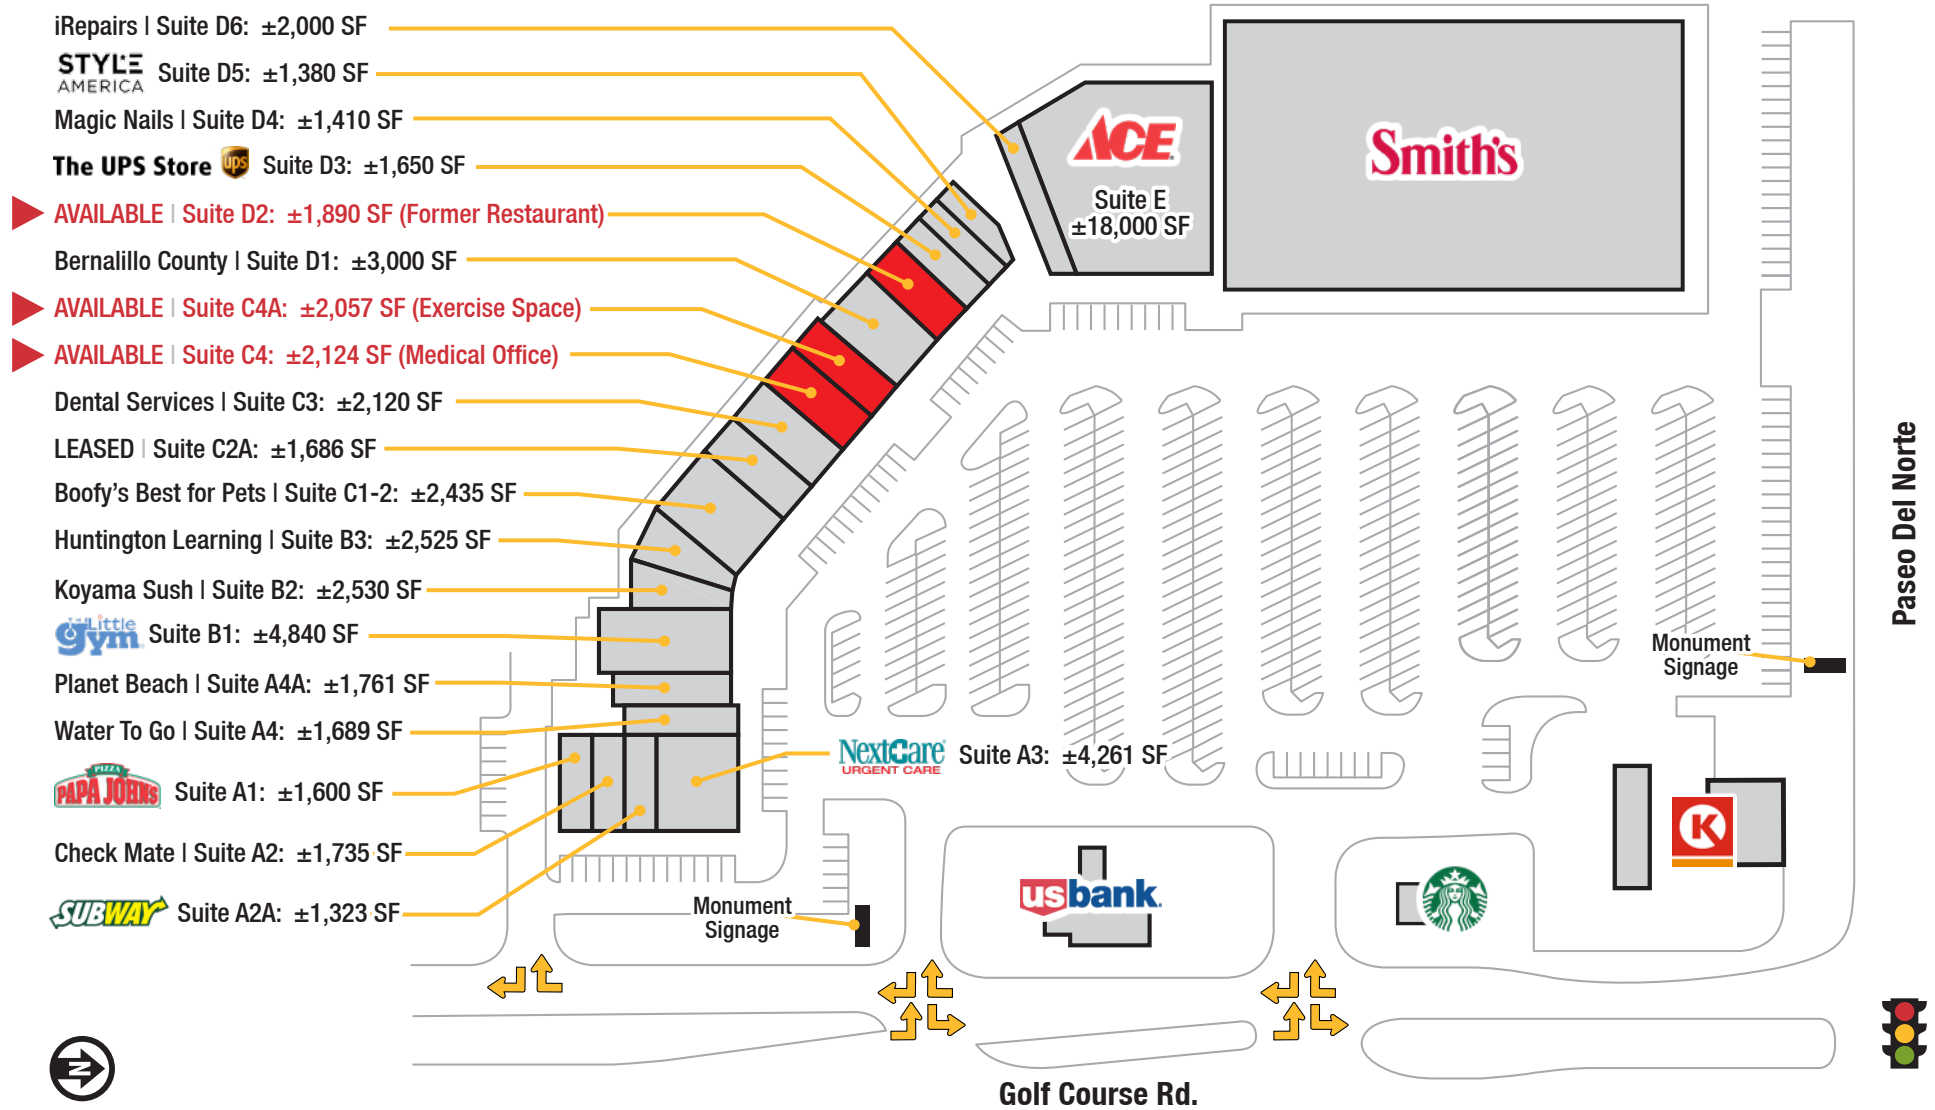 iRepairs | Suite D6: ±2,000 SF
STYLE
AMERICA
Suite D5: ±1,380 SF
Magic Nails | Suite D4: ±1,410 SF
The UPS Store ups Suite D3: ±1,650 SF
AVAILABLE | Suite D2: ±1,890 SF (Former Restaurant)
Bernalillo County | Suite D1: ±3,000 SF
AVAILABLE | Suite C4A: ±2,057 SF (Exercise Space)
AVAILABLE | Suite C4: ±2,124 SF (Medical Office)
Dental Services | Suite C3: ±2,120 SF
LEASED | Suite C2A: ±1,686 SF
Boofy's Best for Pets | Suite C1-2: ±2,435 SF
Huntington Learning | Suite B3: ±2,525 SF
Koyama Sush | Suite B2: ±2,530 SF
THE Little
gym
Suite B1: ±4,840 SF
Planet Beach | Suite A4A: ±1,761 SF
Water To Go | Suite A4: ±1,689 SF
PIZZA
PAPA JOHNS
Suite A1: ±1,600 SF
Check Mate | Suite A2: ±1,735 SF
SUBWAY Suite A2A: ±1,323 SF
ACE
Suite E
±18,000 SF
Smith's
NextCare
URGENT CARE
Suite A3: ±4,261 SF
Monument
Signage
Monument
Signage
usbank.
K
Paseo Del Norte
Golf Course Rd.
N